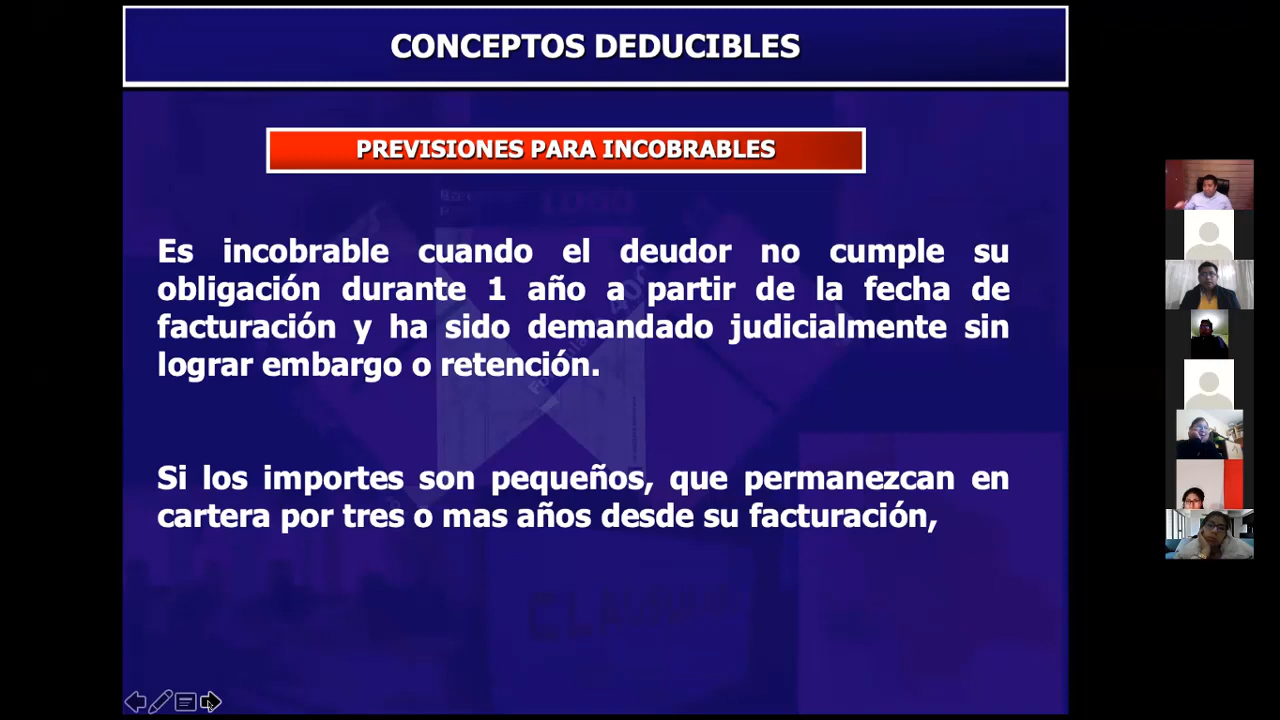 CONCEPTOS DEDUCIBLES
PREVISIONES PARA INCOBRABLES
Es incobrable cuando el deudor no cumple su
obligación durante 1 año a partir de la fecha de
facturación y ha sido demandado judicialmente sin
lograr embargo o retención.
Si los importes son pequeños, que permanezcan en
cartera por tres o mas años desde su facturación,